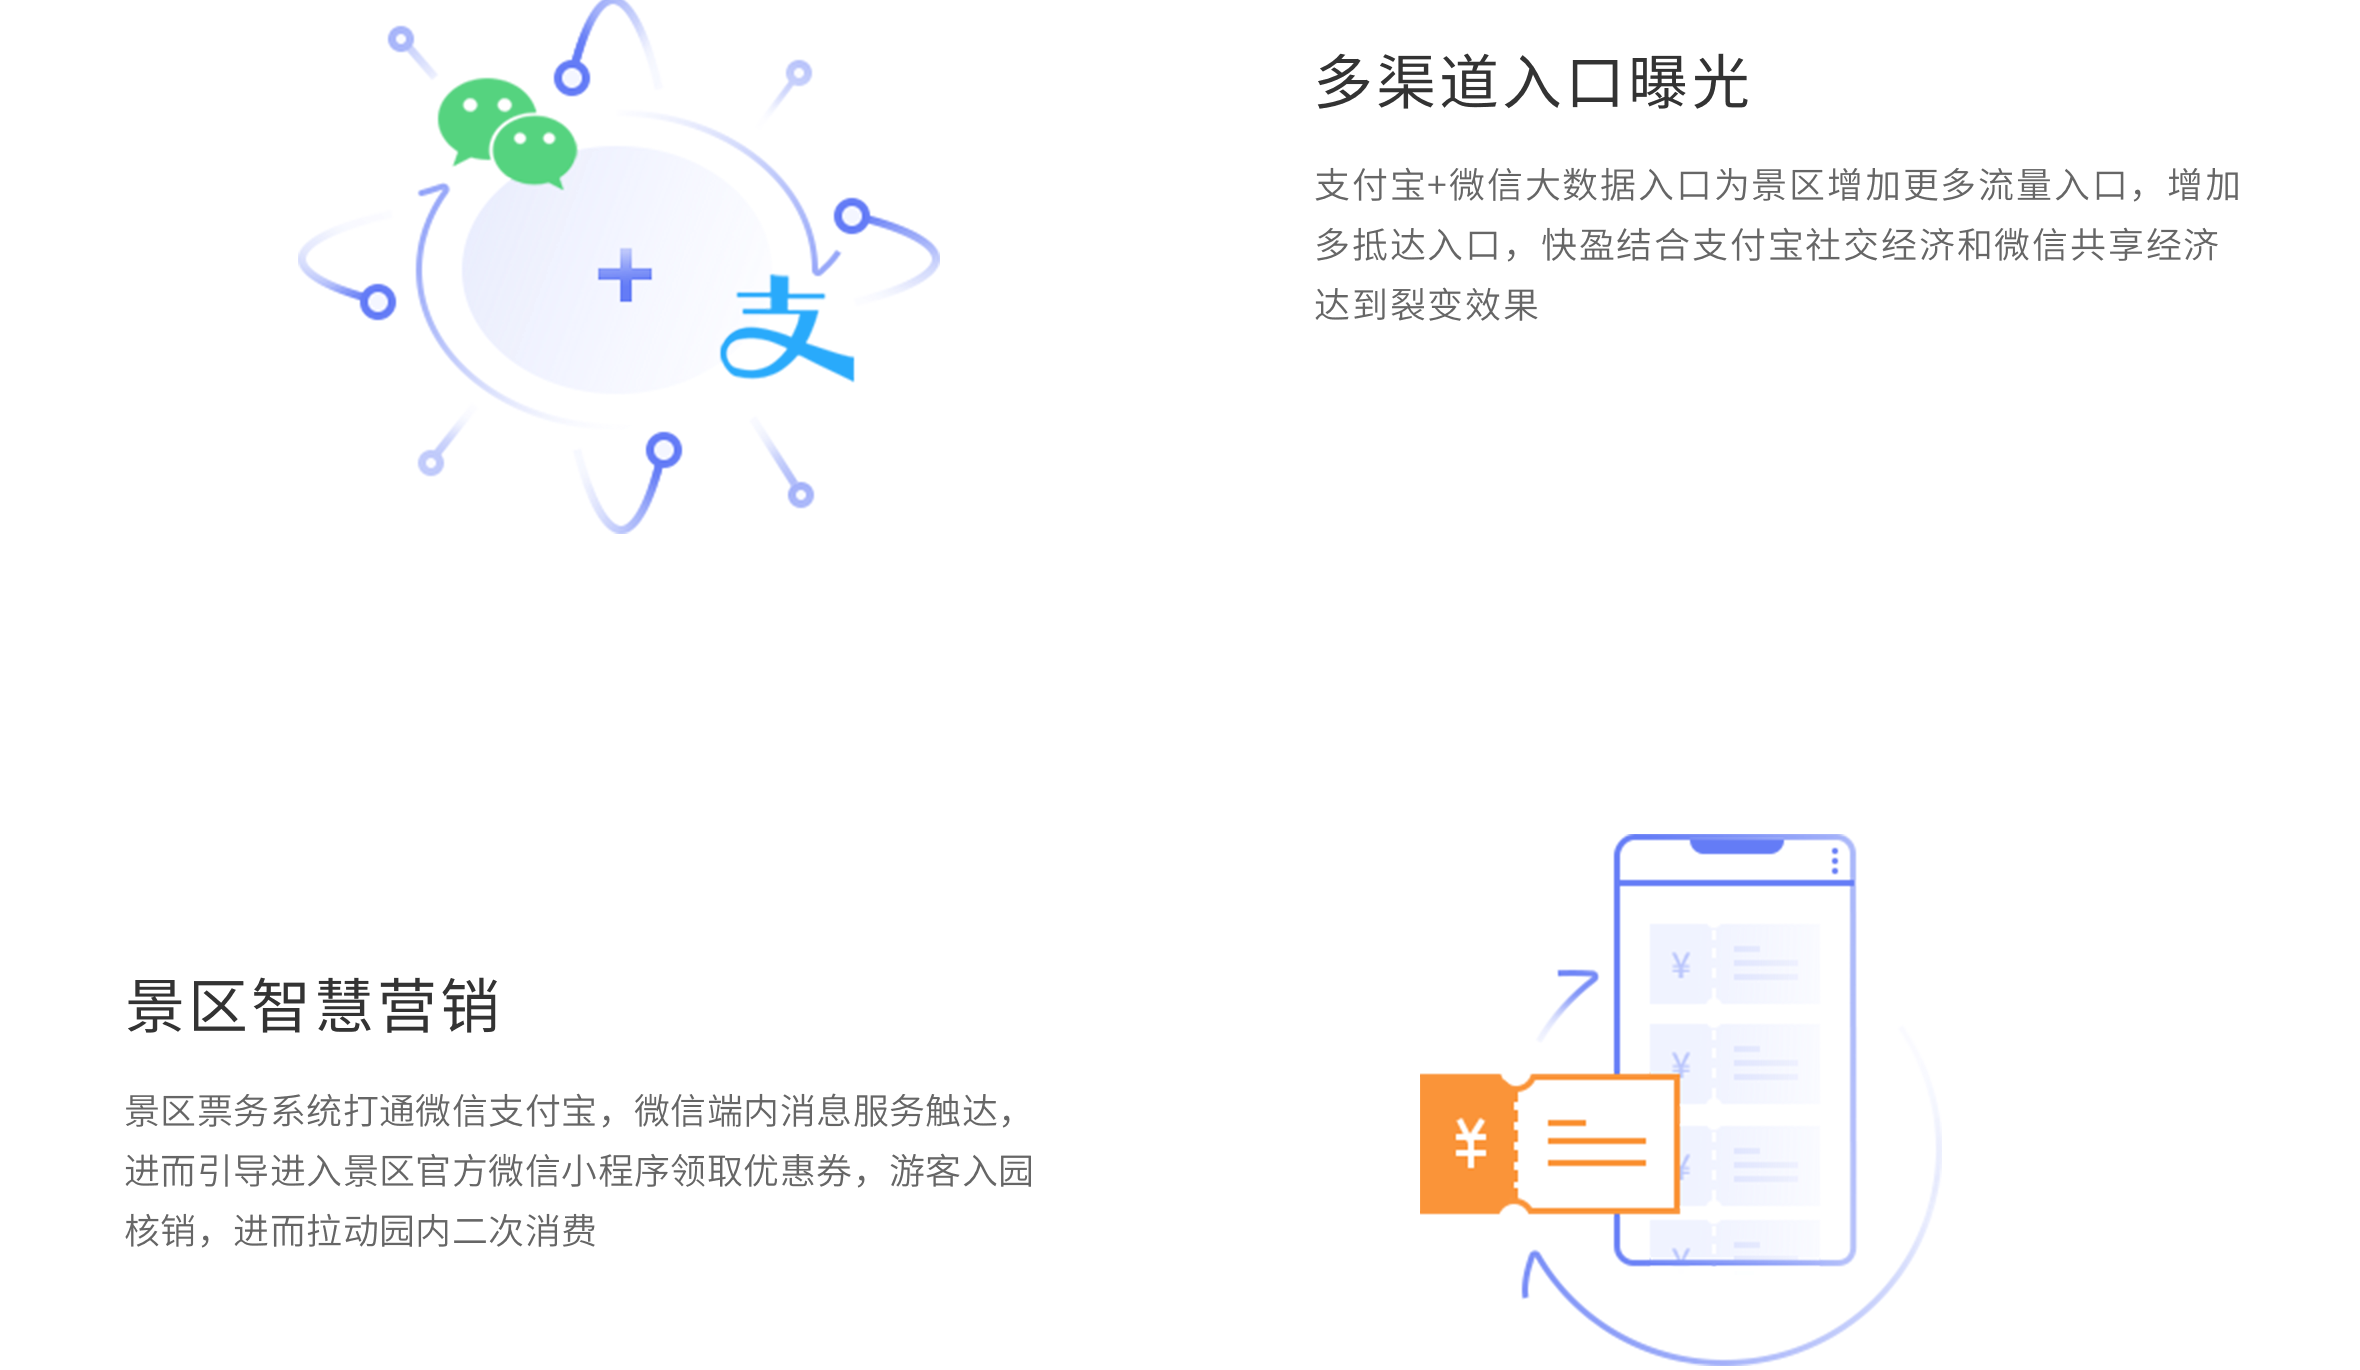 多渠道入口曝光
支付宝+微信大数据入口为景区增加更多流量入口，增加
多抵达入口，快盈结合支付宝社交经济和微信共享经济
达到裂变效果
+
支
景区智慧营销
景区票务系统打通微信支付宝，微信端内消息服务触达，
进而引导进入景区官方微信小程序领取优惠券，游客入园
核销，进而拉动园内二次消费
¥
¥
¥
¥
¥